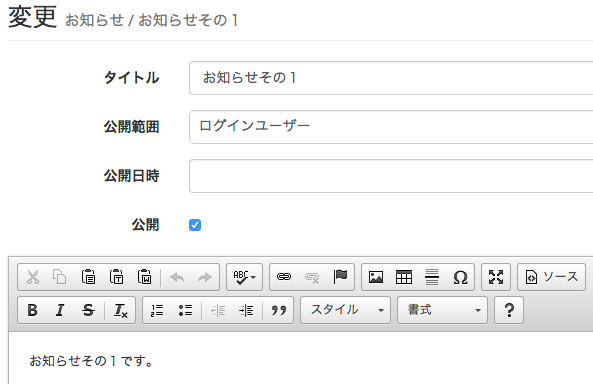 変更 お知らせ / お知らせその１
タイトル お知らせその１
公開範囲 ログインユーザー
公開日時
公開
ABC ソース
B I S Ix スタイル 書式 ?
お知らせその１です。